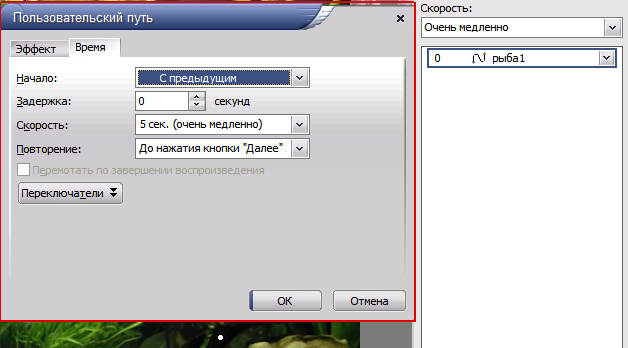 Пользовательский путь
Эффект
Время
Начало:
С предыдущим
Задержка:
0
секунд
Скорость:
5 сек. (очень медленно)
Повторение:
До нажатия кнопки "Далее"
Перемотать по завершении воспроизведения
Переключатели
ОК
Отмена
Скорость:
Очень медленно
0 рыба1